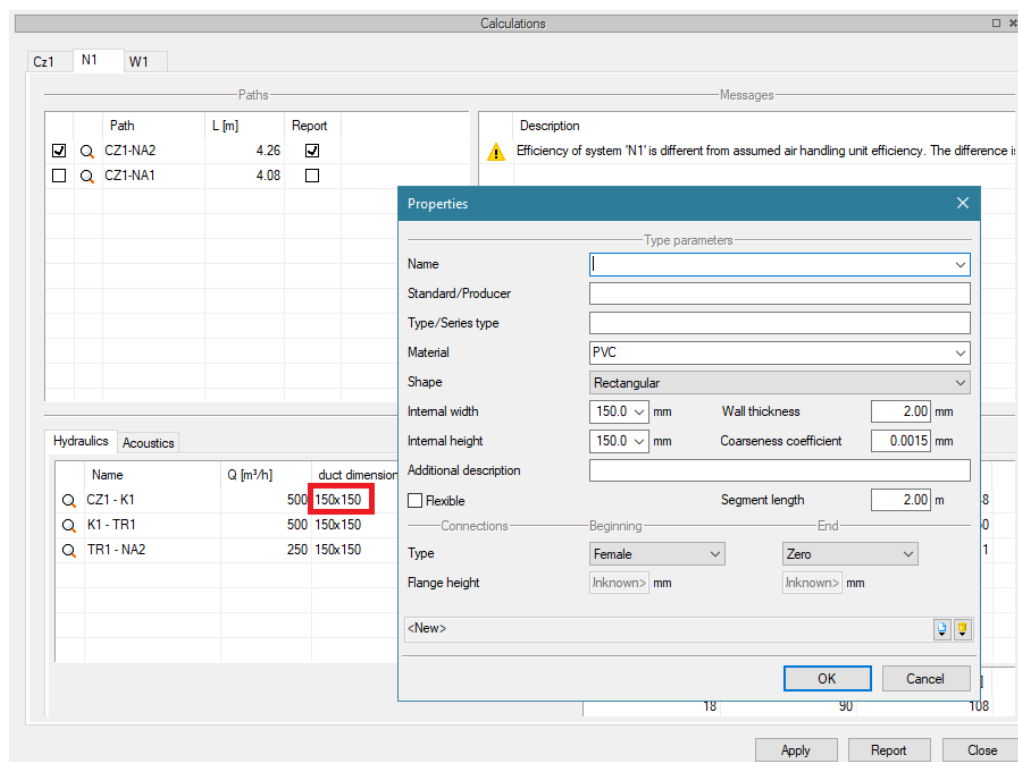 Calculations
Cz1 N1 W1
Paths
Messages
Path L [m] Report
Description
CZ1-NA2 4.26
Efficiency of system 'N1' is different from assumed air handling unit efficiency. The difference is
CZ1-NA1 4.08
Properties
Type parameters
Name
Standard/Producer
Type/Series type
Material PVC
Shape Rectangular
Internal width 150.0 mm Wall thickness 2.00 mm
Internal height 150.0 mm Coarseness coefficient 0.0015 mm
Additional description
Flexible Segment length 2.00 m
Connections Beginning End
Type Female Zero
Flange height Jnknown> mm Jnknown> mm
<New>
OK Cancel
Hydraulics Acoustics
Name Q [m³/h] duct dimension
CZ1 - K1 500 150x150 8
K1 - TR1 500 150x150 0
TR1 - NA2 250 150x150 1
18 90 108
Apply Report Close